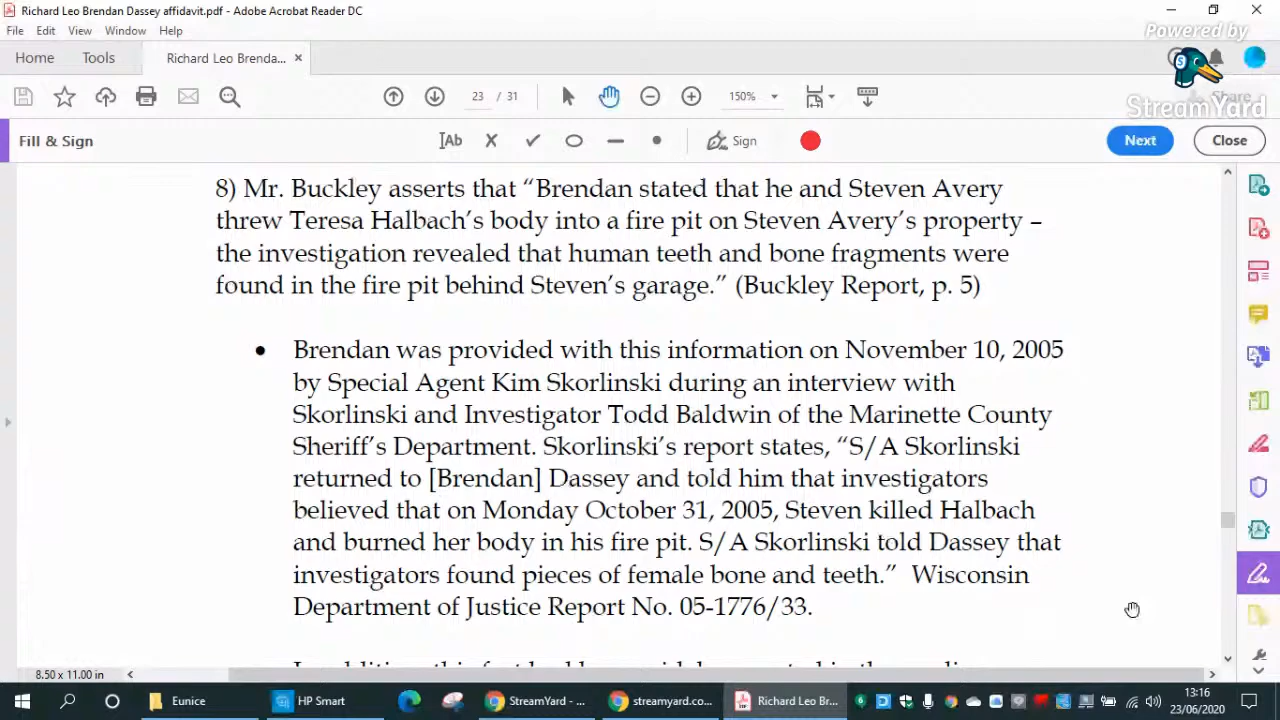 Richard Leo Brendan Dassey affidavit.pdf - Adobe Acrobat Reader DC
Powered by
File Edit View Window Help
Home Tools Richard Leo Brenda... ×
StreamYard
Share
23 / 31 150%
Fill & Sign Sign Next Close
8) Mr. Buckley asserts that “Brendan stated that he and Steven Avery
threw Teresa Halbach’s body into a fire pit on Steven Avery’s property –
the investigation revealed that human teeth and bone fragments were
found in the fire pit behind Steven’s garage.” (Buckley Report, p. 5)
• Brendan was provided with this information on November 10, 2005
by Special Agent Kim Skorlinski during an interview with
Skorlinski and Investigator Todd Baldwin of the Marinette County
Sheriff’s Department. Skorlinski’s report states, “S/A Skorlinski
returned to [Brendan] Dassey and told him that investigators
believed that on Monday October 31, 2005, Steven killed Halbach
and burned her body in his fire pit. S/A Skorlinski told Dassey that
investigators found pieces of female bone and teeth.” Wisconsin
Department of Justice Report No. 05-1776/33.
8.50 x 11.00 in
Eunice HP Smart StreamYard - ... streamyard.co... Richard Leo Br...
13:16
23/06/2020